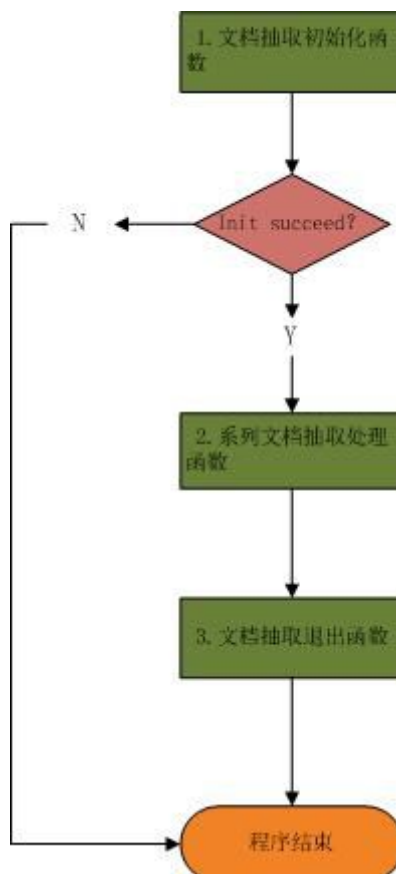 1.文档抽取初始化函
数
Init succeed?
N
Y
2.系列文档抽取处理
函数
3.文档抽取退出函数
程序结束